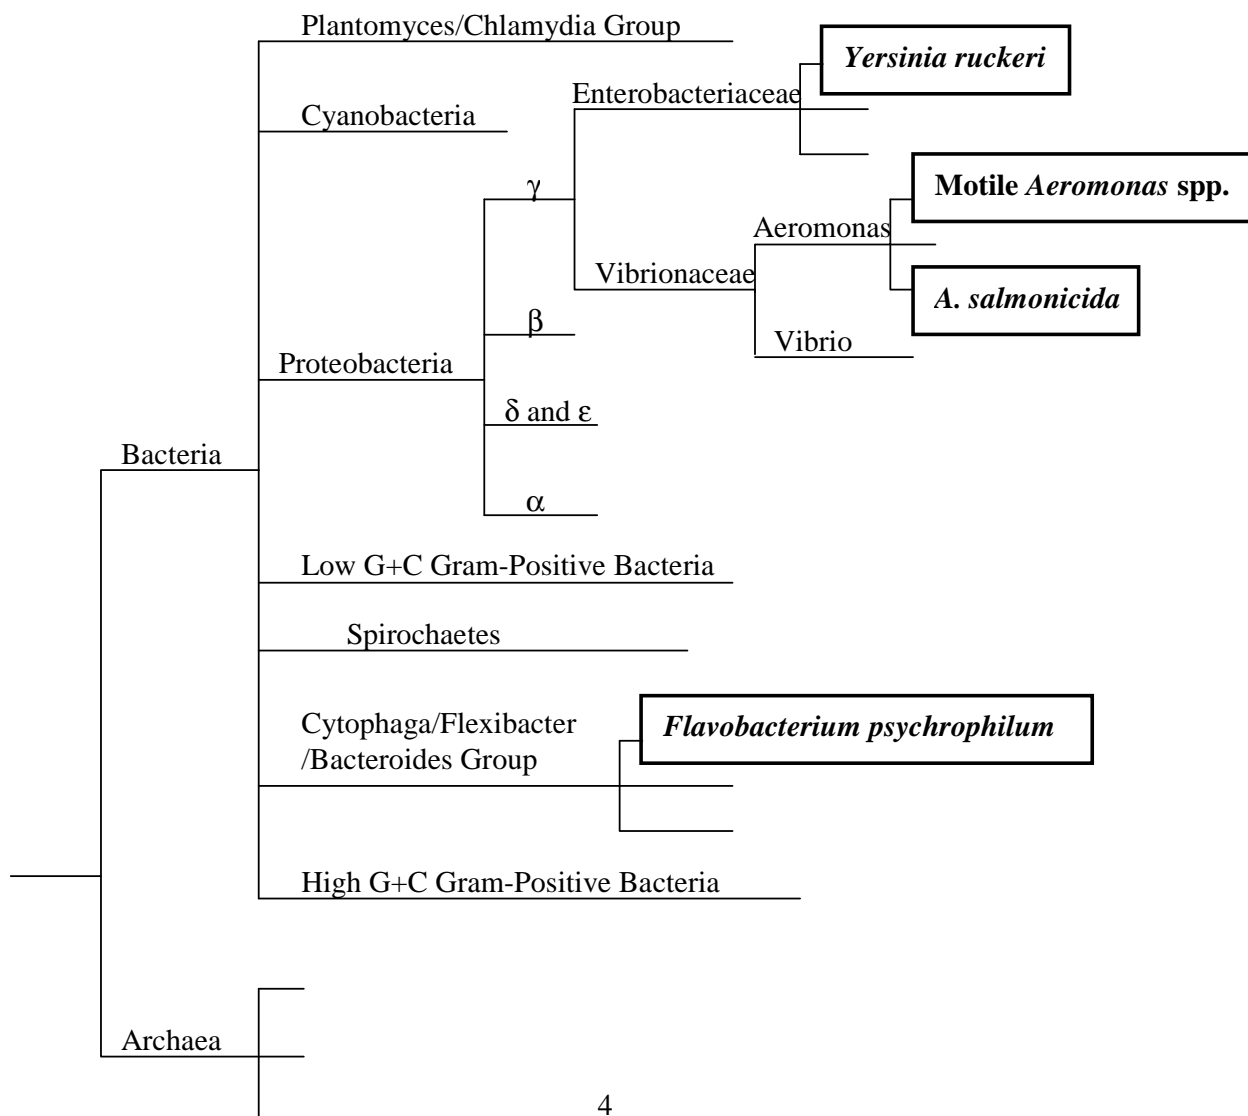 Plantomyces/Chlamydia Group
Yersinia ruckeri
Enterobacteriaceae
Cyanobacteria
Motile Aeromonas spp.
γ
Aeromonas
Vibrionaceae
A. salmonicida
β
Vibrio
Proteobacteria
δ and ε
Bacteria
α
Low G+C Gram-Positive Bacteria
Spirochaetes
Cytophaga/Flexibacter
/Bacteroides Group
Flavobacterium psychrophilum
High G+C Gram-Positive Bacteria
Archaea
4